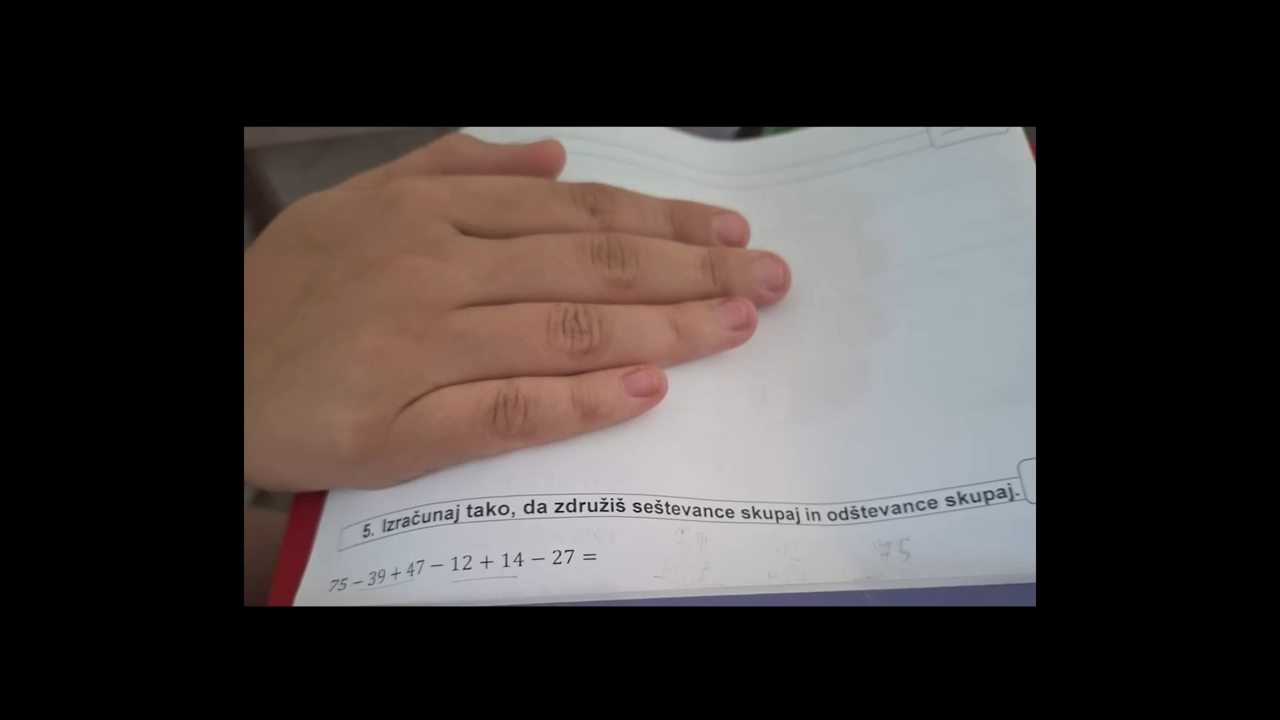 5. Izračunaj tako, da združiš seštevance skupaj in odštevance skupaj.
75 − 39 + 47 − 12 + 14 − 27 =
75